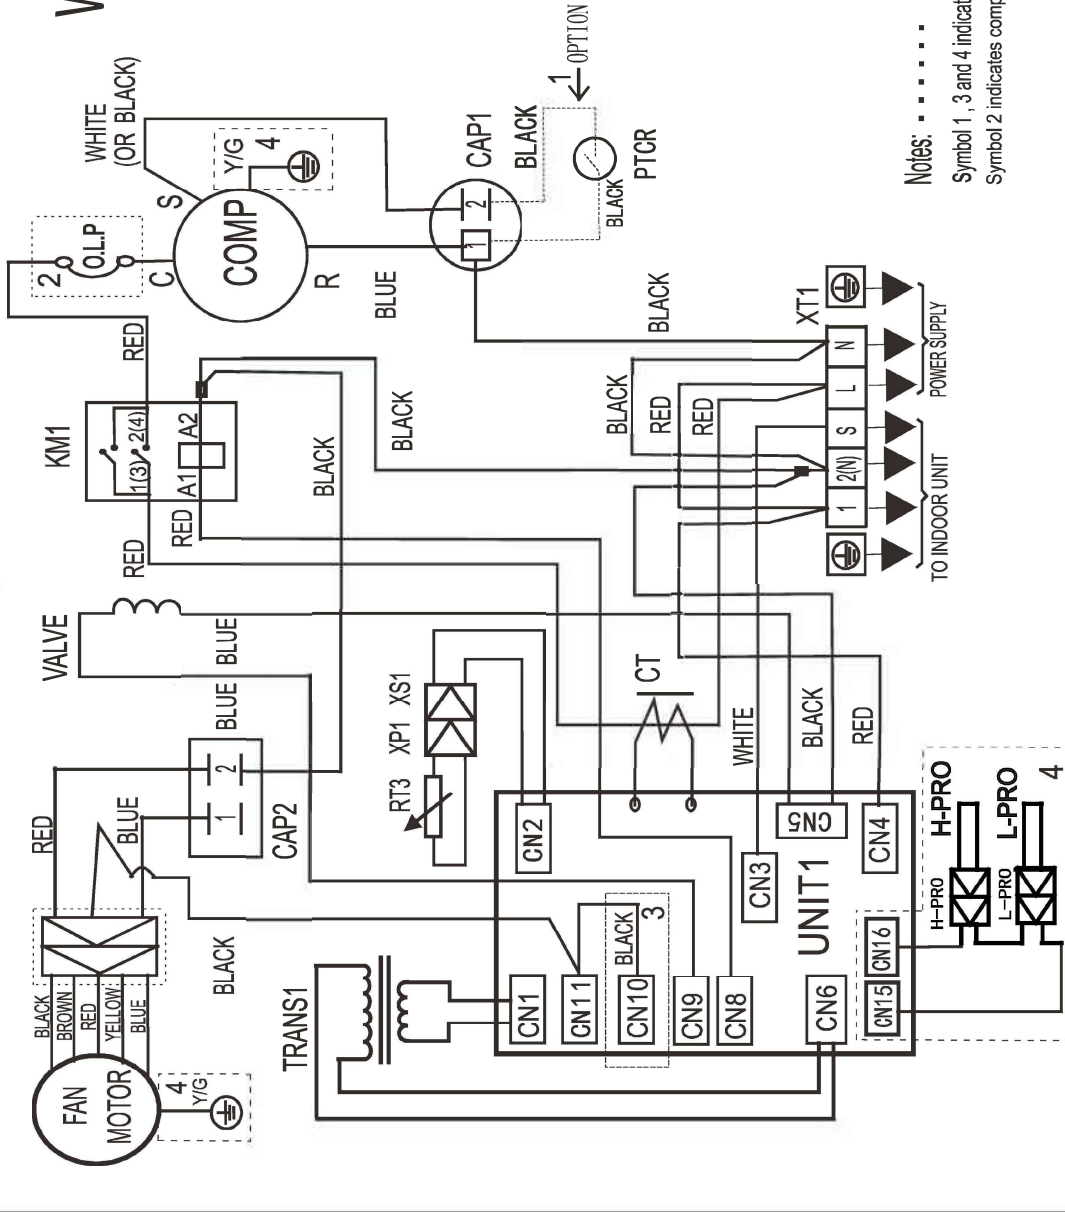 FAN
MOTOR
BLACK
BROWN
RED
YELLOW
BLUE
4
Y/G
RED
BLUE
BLACK
CAP2
1
2
BLUE
BLUE
VALVE
TRANS1
RT3
XP1
XS1
RED
RED
KM1
1(3)
2(4)
A1
A2
RED
BLACK
BLACK
2
O.L.P
C
S
R
COMP
WHITE
(OR BLACK)
Y/G
4
BLUE
CAP1
1
2
BLACK
BLACK
PTCR
1
OPTION
BLACK
BLACK
RED
RED
XT1
1
2(N)
S
L
N
TO INDOOR UNIT
POWER SUPPLY
CT
WHITE
BLACK
RED
CN1
CN11
CN10
BLACK
3
CN9
CN8
CN6
CN2
CN3
CN5
CN4
UNIT1
CN15
CN16
H-PRO
L-PRO
H-PRO
L-PRO
4
Notes:
Symbol 1 , 3 and 4 indicat
Symbol 2 indicates comp